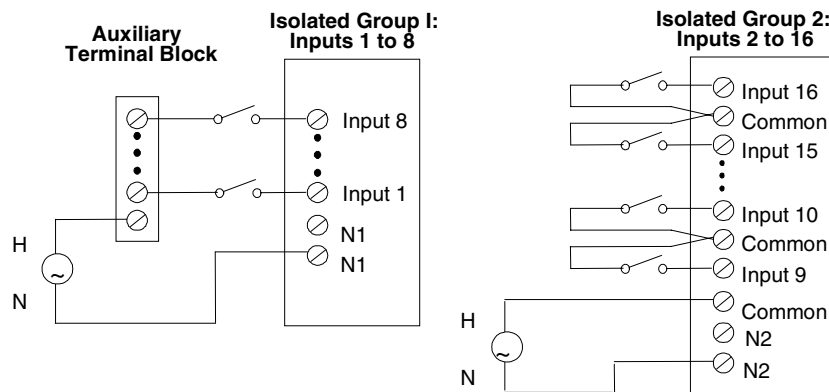 Auxiliary
Terminal Block
Isolated Group I:
Inputs 1 to 8
Input 8
Input 1
N1
N1
H
~
N
Isolated Group 2:
Inputs 2 to 16
Input 16
Common
Input 15
Input 10
Common
Input 9
Common
N2
N2
H
~
N